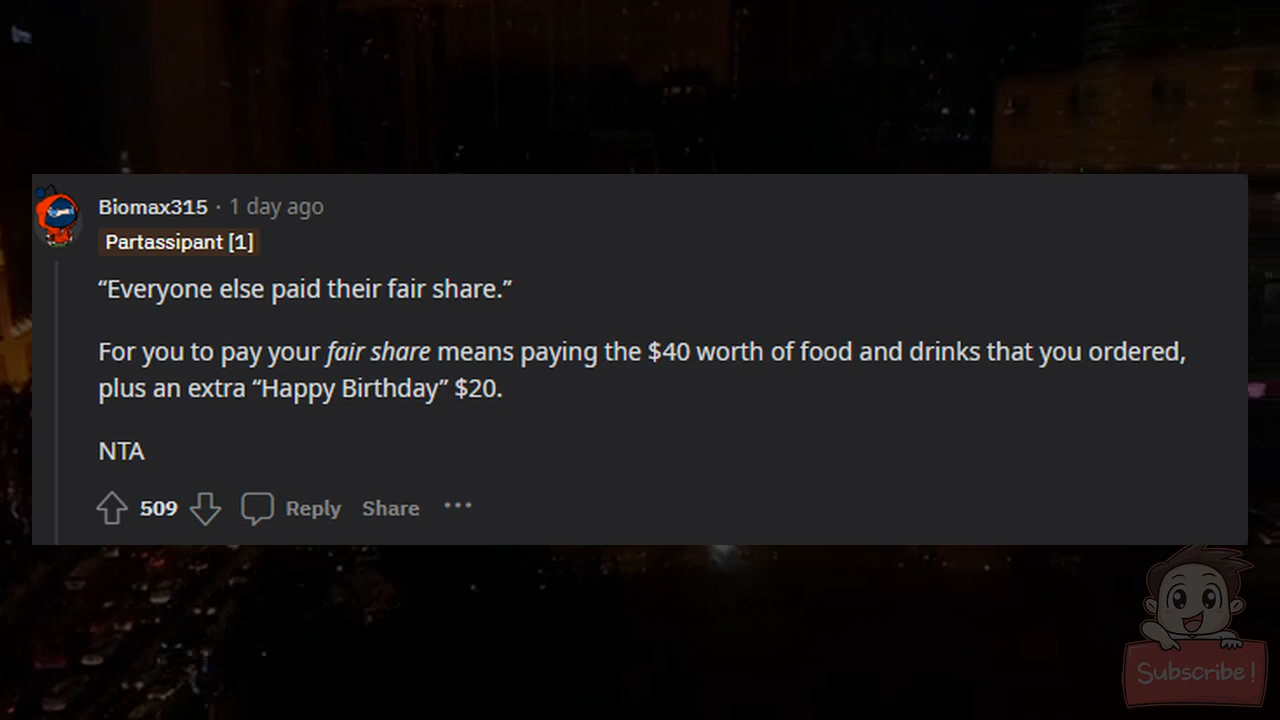 Biomax315 · 1 day ago
Partassipant [1]
“Everyone else paid their fair share.”
For you to pay your fair share means paying the $40 worth of food and drinks that you ordered,
plus an extra “Happy Birthday” $20.
NTA
509 Reply Share ···
Subscribe!